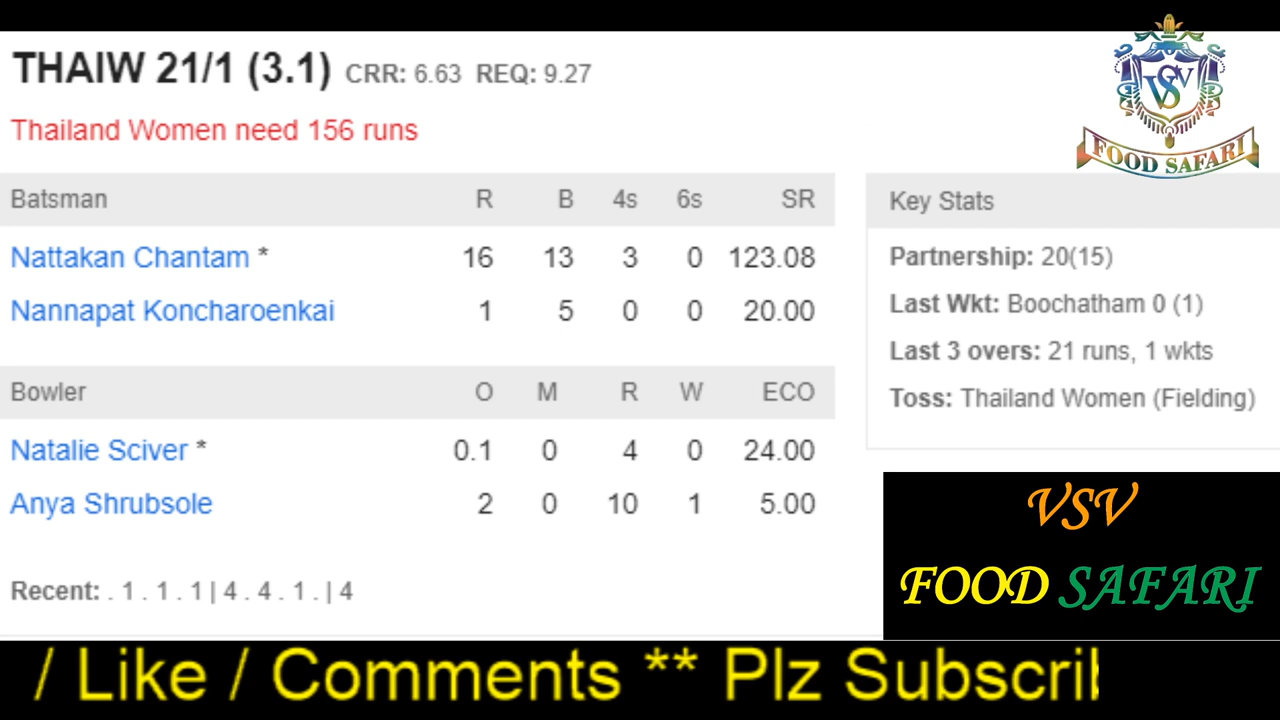 THAIW 21/1 (3.1) CRR: 6.63 REQ: 9.27
Thailand Women need 156 runs
VSV
FOOD SAFARI
Batsman R B 4s 6s SR
Nattakan Chantam * 16 13 3 0 123.08
Nannapat Koncharoenkai 1 5 0 0 20.00
Bowler O M R W ECO
Natalie Sciver * 0.1 0 4 0 24.00
Anya Shrubsole 2 0 10 1 5.00
Recent: . 1 . 1 . 1 | 4 . 4 . 1 . | 4
Key Stats
Partnership: 20(15)
Last Wkt: Boochatham 0 (1)
Last 3 overs: 21 runs, 1 wkts
Toss: Thailand Women (Fielding)
VSV
FOOD SAFARI
/ Like / Comments ** Plz Subscrib